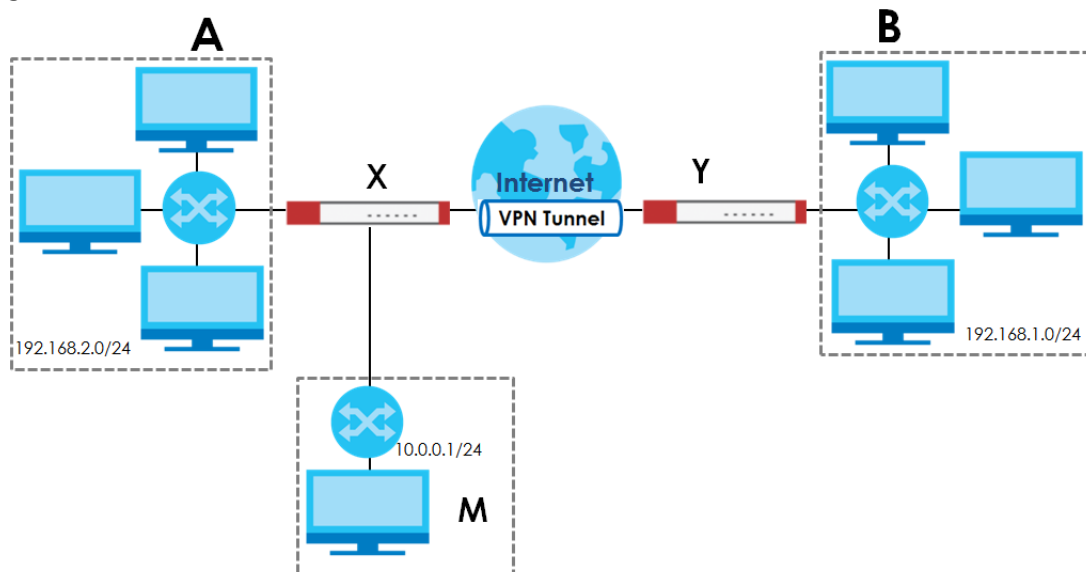 A
B
X
Internet
Y
VPN Tunnel
192.168.2.0/24
192.168.1.0/24
10.0.0.1/24
M